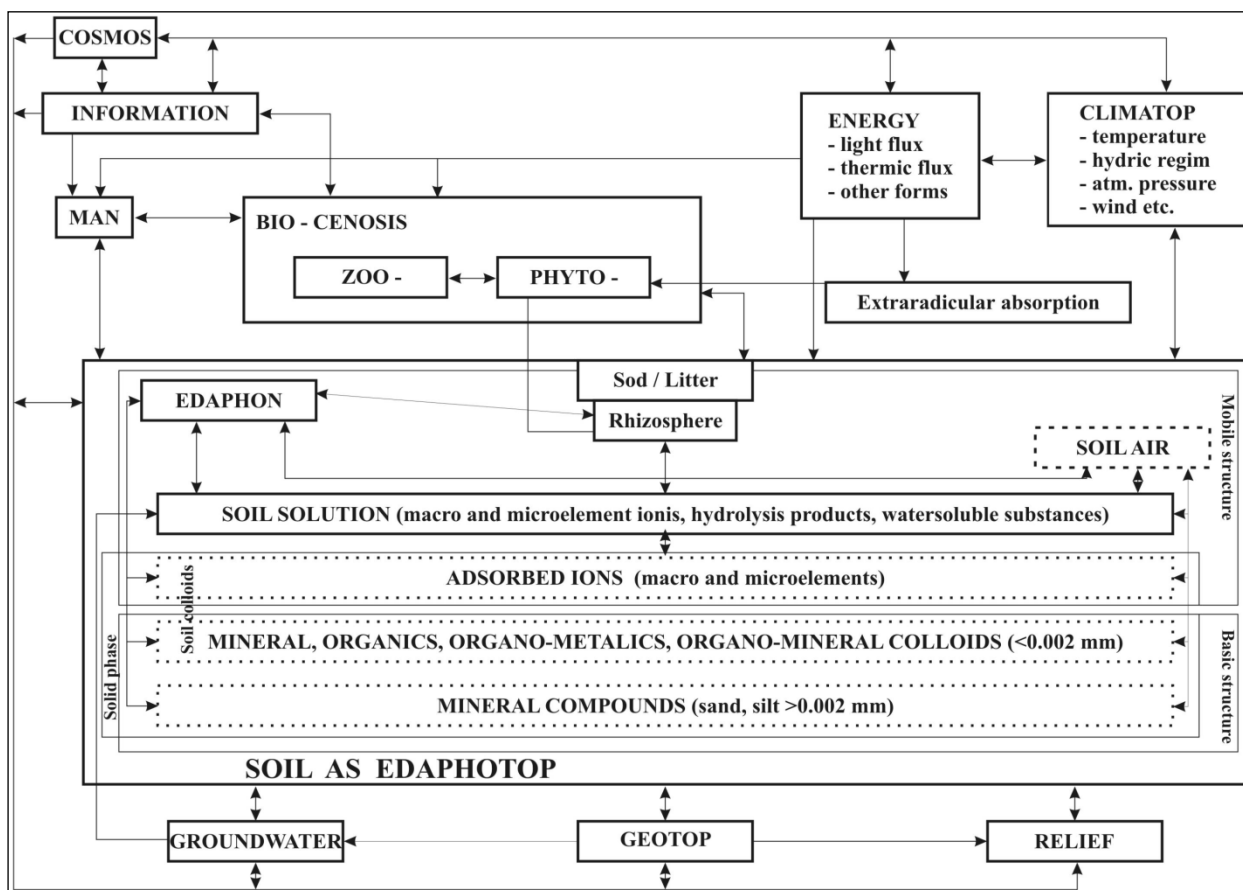 COSMOS
INFORMATION
ENERGY
- light flux
- thermic flux
- other forms
CLIMATOP
- temperature
- hydric regim
- atm. pressure
- wind etc.
MAN
BIO - CENOSIS
ZOO -
PHYTO -
Extraradicular absorption
Sod / Litter
EDAPHON
Rhizosphere
SOIL AIR
Mobile structure
SOIL SOLUTION (macro and microelement ionis, hydrolysis products, watersoluble substances)
ADSORBED IONS (macro and microelements)
Soil colloids
MINERAL, ORGANICS, ORGANO-METALICS, ORGANO-MINERAL COLLOIDS (<0.002 mm)
Solid phase
Basic structure
MINERAL COMPOUNDS (sand, silt >0.002 mm)
SOIL AS EDAPHOTOP
GROUNDWATER
GEOTOP
RELIEF